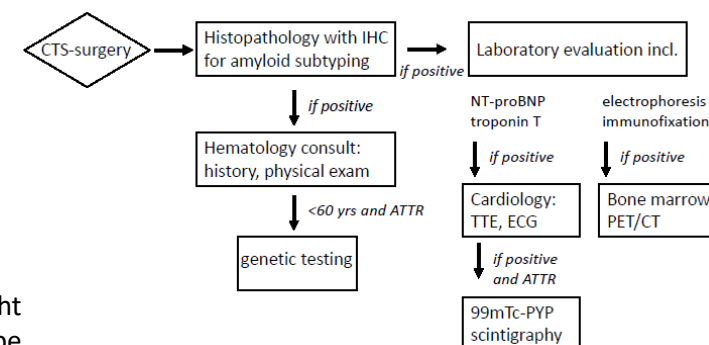 CTS-surgery
Histopathology with IHC
for amyloid subtyping
if positive
Laboratory evaluation incl.
if positive
NT-proBNP
troponin T
electrophoresis
immunofixation
Hematology consult:
history, physical exam
if positive
if positive
<60 yrs and ATTR
Cardiology:
TTE, ECG
Bone marrow
PET/CT
genetic testing
if positive
and ATTR
99mTc-PYP
scintigraphy